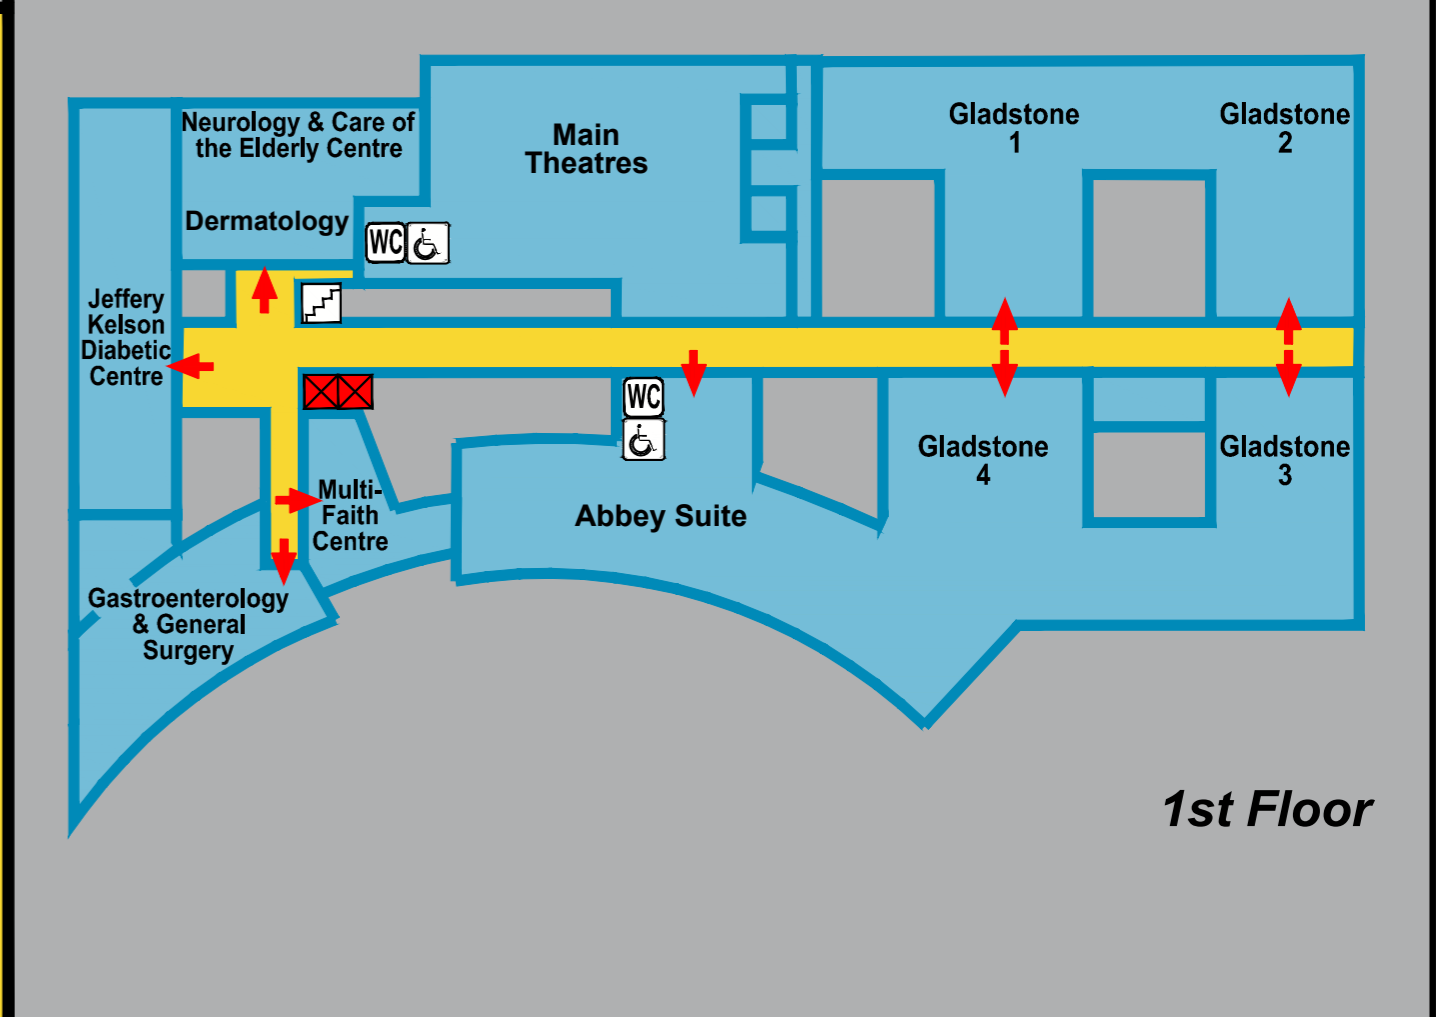 Neurology & Care of
the Elderly Centre
Dermatology
Main
Theatres
Gladstone
1
Gladstone
2
WC
Jeffery
Kelson
Diabetic
Centre
WC
Gladstone
4
Gladstone
3
Multi-
Faith
Centre
Abbey Suite
Gastroenterology
& General
Surgery
1st Floor